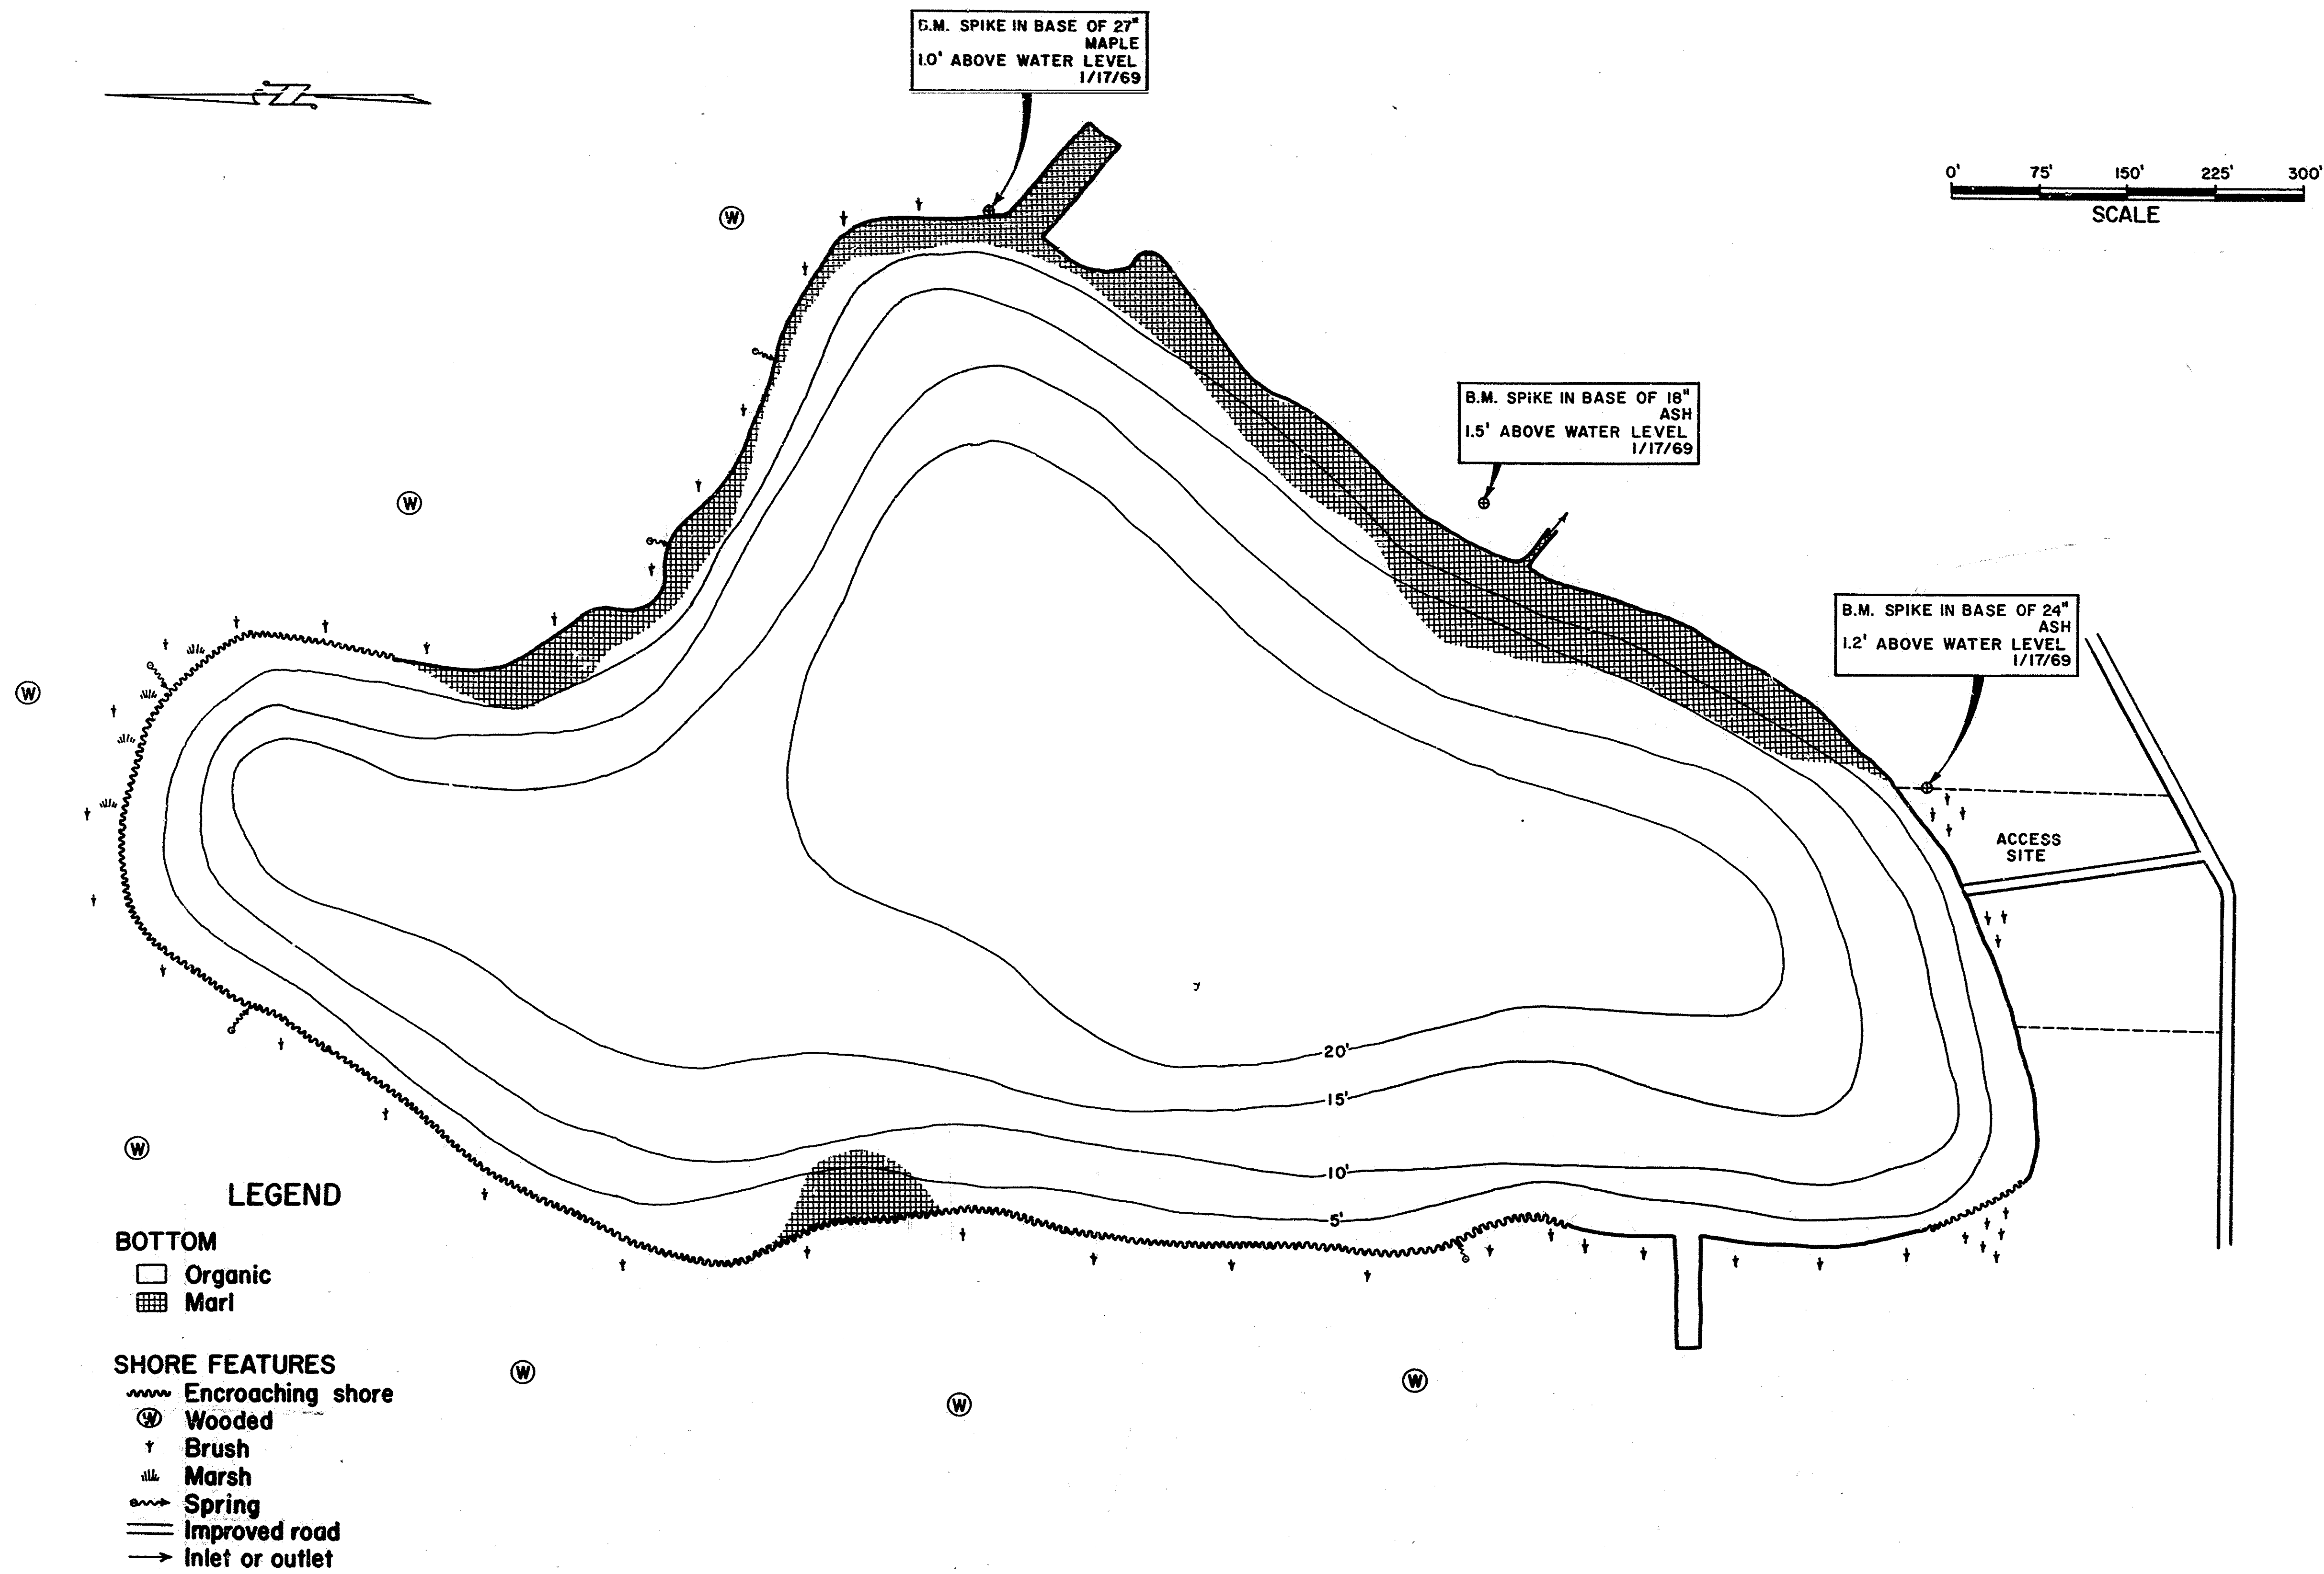 B.M. SPIKE IN BASE OF 27"
MAPLE
1.0' ABOVE WATER LEVEL
1/17/69
N
0' 75' 150' 225' 300'
SCALE
B.M. SPIKE IN BASE OF 18"
ASH
1.5' ABOVE WATER LEVEL
1/17/69
B.M. SPIKE IN BASE OF 24"
ASH
1.2' ABOVE WATER LEVEL
1/17/69
W
W
W
ACCESS
SITE
20'
15'
10'
5'
W
W
W
W
LEGEND
BOTTOM
Organic
Marl
SHORE FEATURES
Encroaching shore
W Wooded
Brush
Marsh
Spring
Improved road
Inlet or outlet